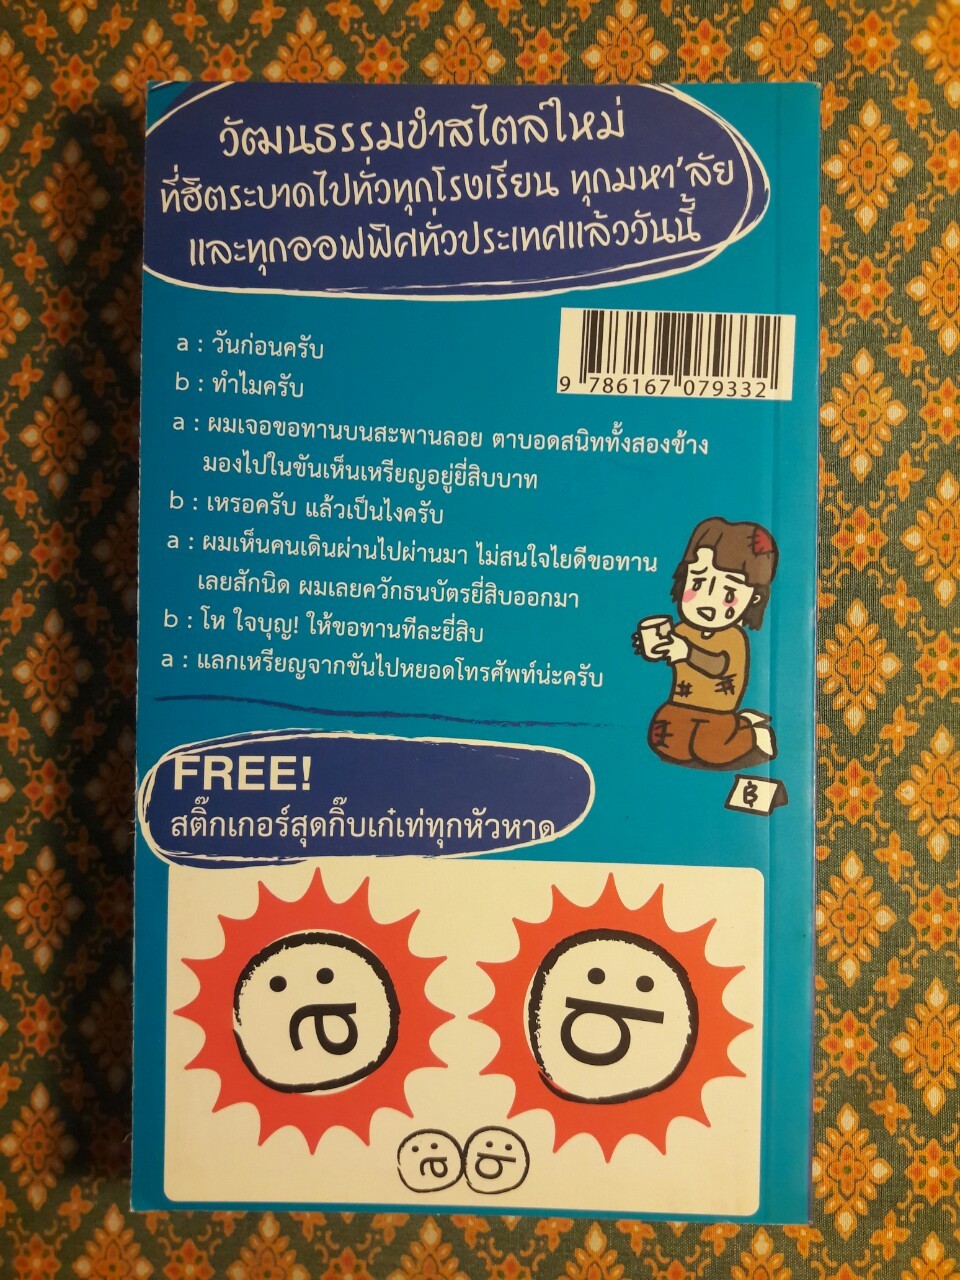 วัฒนธรรมขำสไตล์ใหม่
ที่ฮิตระบาดไปทั่วทุกโรงเรียน ทุกมหา'ลัย
และทุกออฟฟิศทั่วประเทศแล้ววันนี้
9 786167 079332
a : วันก่อนครับ
b : ทำไมครับ
a : ผมเจอขอทานบนสะพานลอย ตาบอดสนิททั้งสองข้าง
มองไปในขันเห็นเหรียญอยู่ยี่สิบบาท
b : เหรอครับ แล้วเป็นไงครับ
a : ผมเห็นคนเดินผ่านไปผ่านมา ไม่สนใจไยดีขอทาน
เลยสักนิด ผมเลยควักธนบัตรยี่สิบออกมา
b : โห ใจบุญ! ให้ขอทานทีละยี่สิบ
a : แลกเหรียญจากขันไปหยอดโทรศัพท์น่ะครับ
฿
FREE!
สติ๊กเกอร์สุดกิ๊บเก๋เท่ทุกหัวหาด
a
b
a b